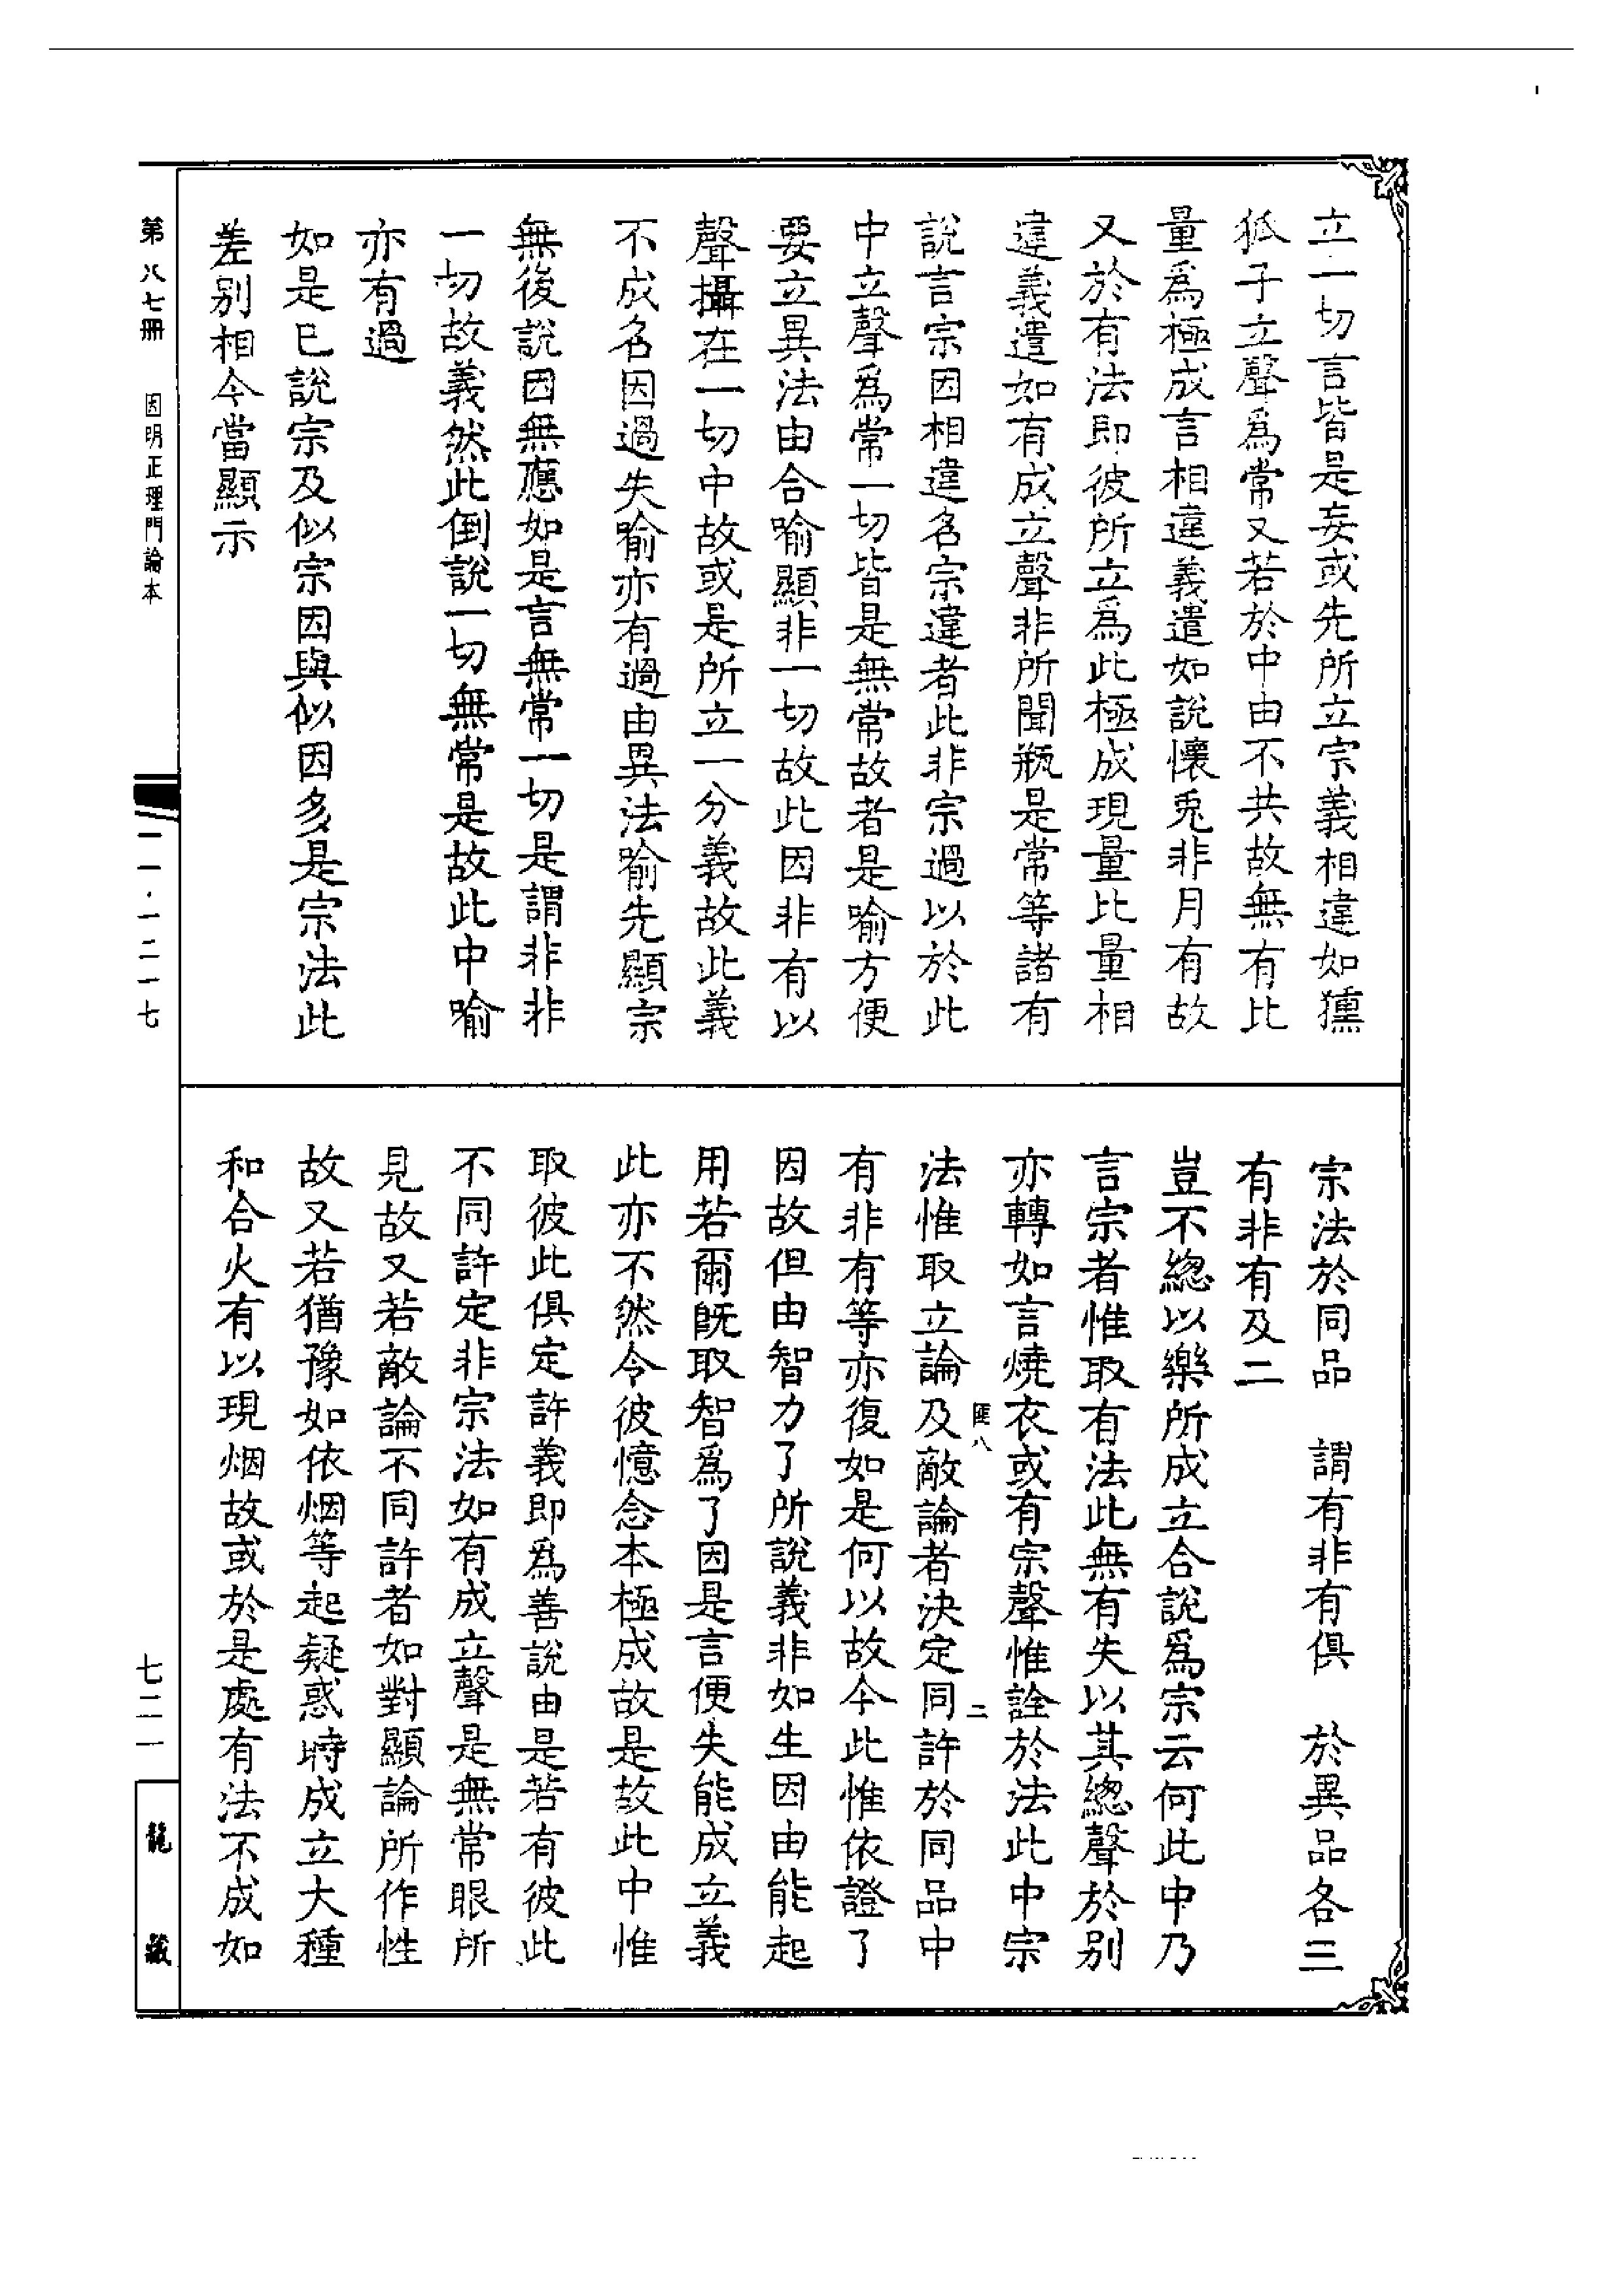 立一切言皆是妄或先所立宗義相違如獯
狐子立聲爲常又若於中由不共故無有比
量爲極成言相違義遣如說懷兎非月有故
又於有法即彼所立爲此極成現量比量相
違義遣如有成立聲非所聞瓶是常等諸有
說言宗因相違名宗違者此非宗過以於此
中立聲爲常一切皆是無常故者是喻方便
要立異法由合喻顯非一切故此因非有以
聲攝在一切中故或是所立一分義故此義
不成名因過失喻亦有過由異法喻先顯宗
無後說因無應如是言無常一切是謂非非
一切故義然此倒說一切無常是故此中喻
亦有過
如是已說宗及似宗因與似因多是宗法此
差別相今當顯示
宗法於同品　謂有非有俱　於異品各三
有非有及二
豈不緫以樂所成立合說爲宗云何此中乃
言宗者惟取有法此無有失以其緫聲於別
亦轉如言燒衣或有宗聲惟詮於法此中宗
匪八　三
法惟取立論及敵論者決定同許於同品中
有非有等亦復如是何以故今此惟依證了
因故但由智力了所說義非如生因由能起
用若爾旣取智爲了因是言便失能成立義
此亦不然令彼憶念本極成故是故此中惟
取彼此俱定許義即爲善說由是若有彼此
不同許定非宗法如有成立聲是無常眼所
見故又若敵論不同許者如對顯論所作性
故又若猶豫如依烟等起疑惑時成立大種
和合火有以現烟故或於是處有法不成如
第八七冊　因明正理門論本
二一·一二一七
七二一
龍藏